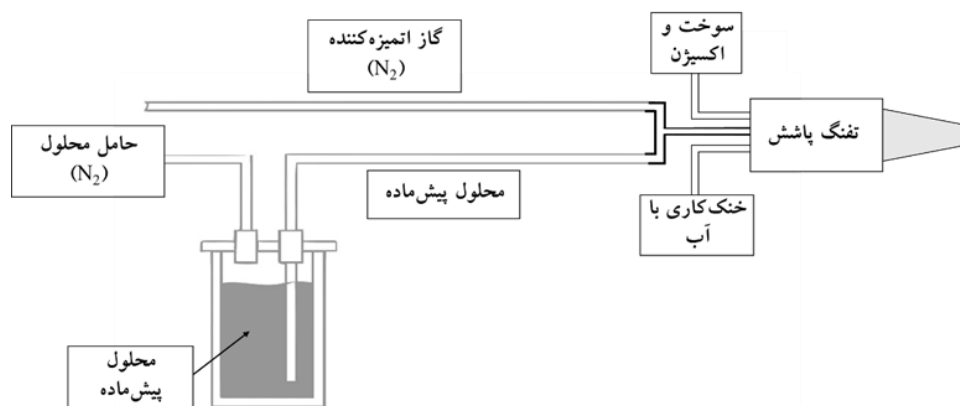 گاز اتمیزه‌کننده
(N₂)
سوخت و
اکسیژن
تفنگ پاشش
حامل محلول
(N₂)
محلول پیش‌ماده
خنک‌کاری با
آب
محلول
پیش‌ماده